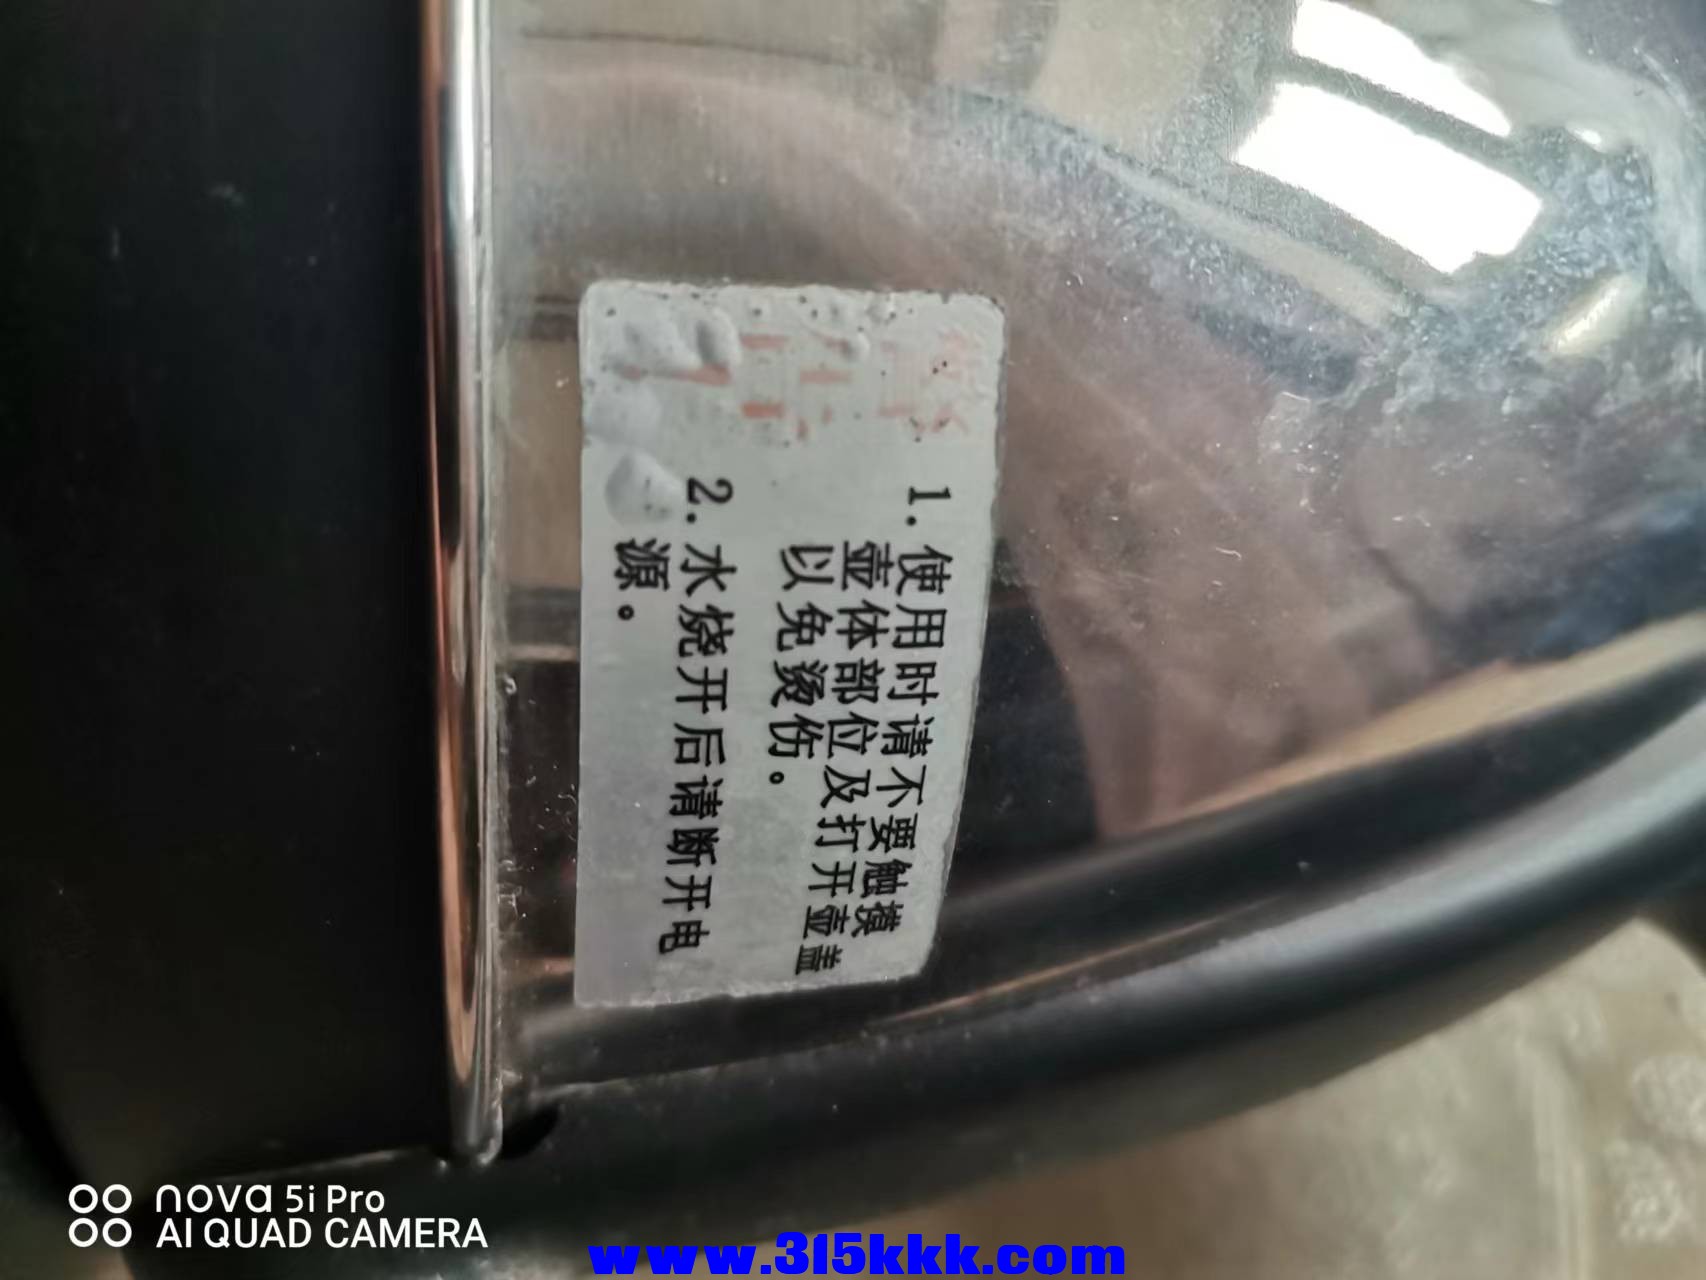 1.使用时请不要触摸
壶体部位及打开壶盖
以免烫伤。
2.水烧开后请断开电
源。
nova 5i Pro
AI QUAD CAMERA
www.315kkk.com